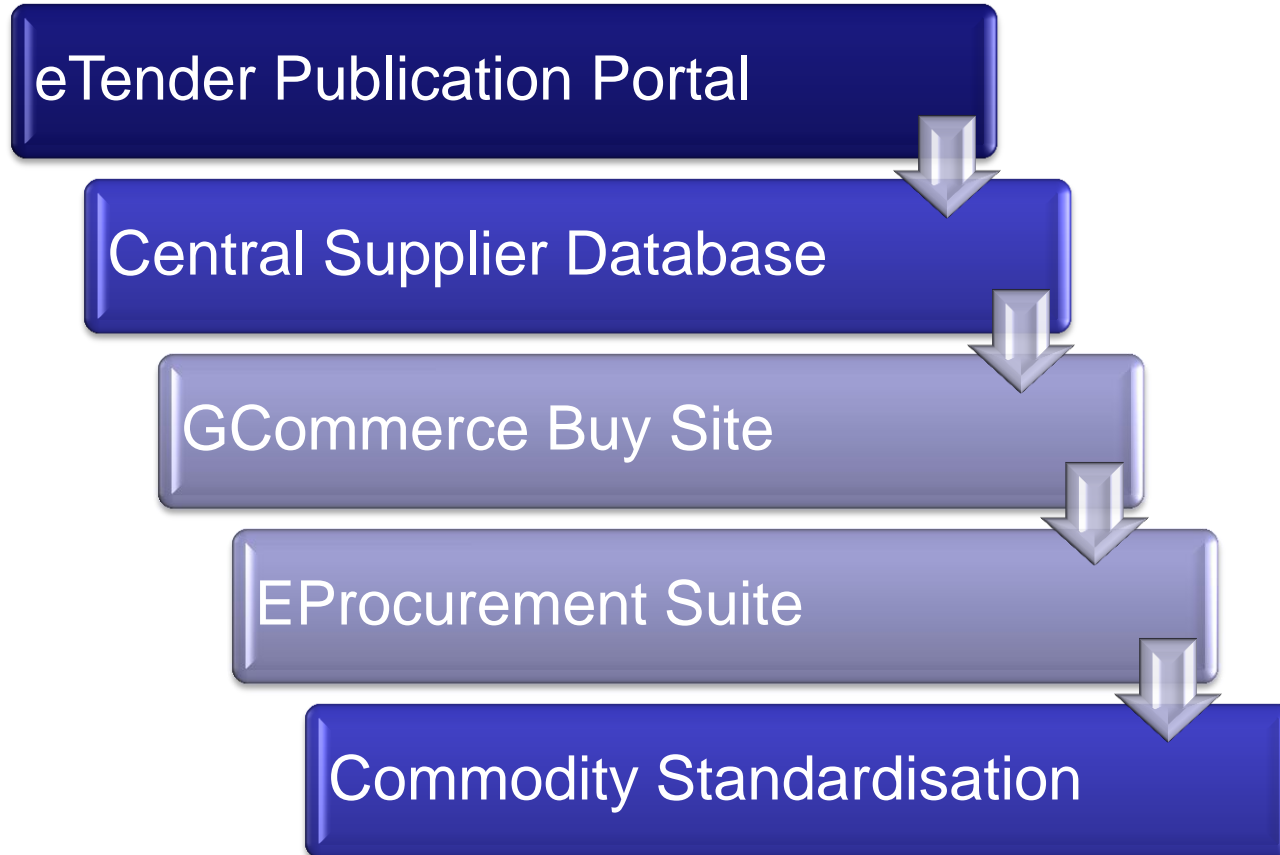 eTender Publication Portal
Central Supplier Database
GCommerce Buy Site
EProcurement Suite
Commodity Standardisation